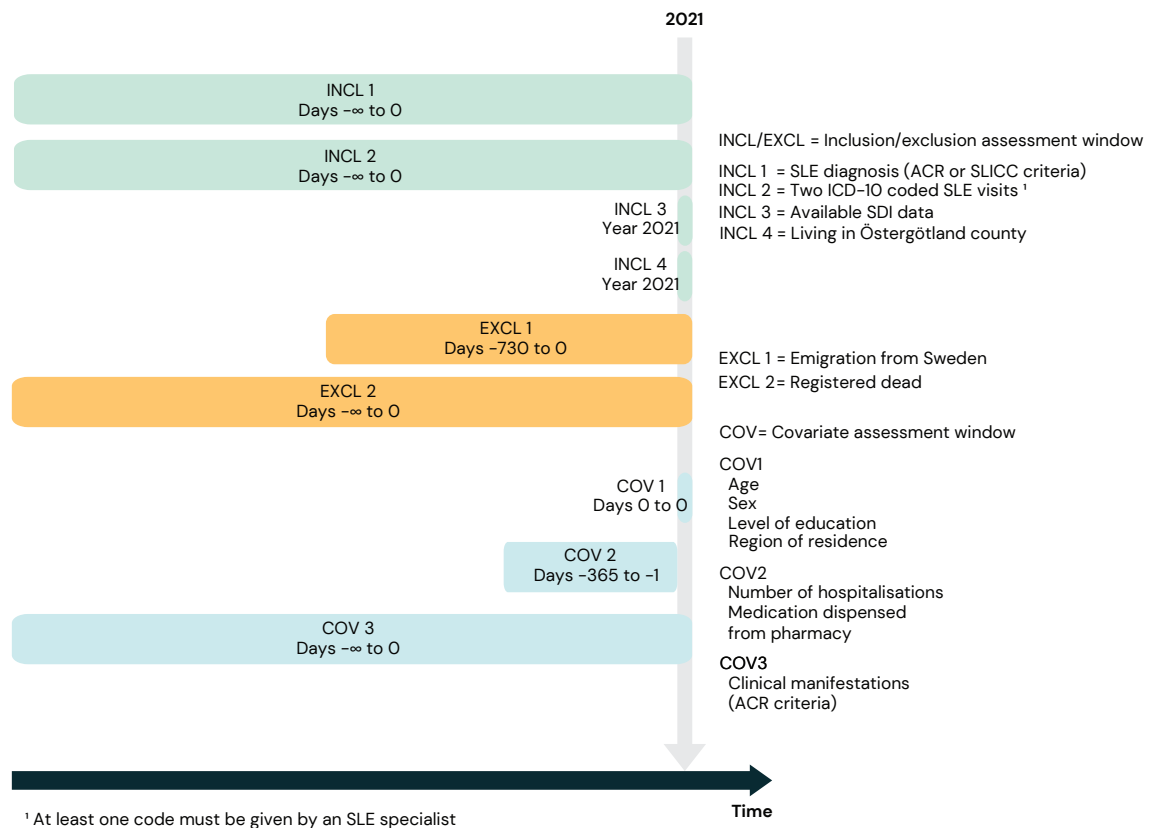 2021
INCL 1
Days -∞ to 0
INCL 2
Days -∞ to 0
INCL 3
Year 2021
INCL 4
Year 2021
EXCL 1
Days -730 to 0
EXCL 2
Days -∞ to 0
COV 1
Days 0 to 0
COV 2
Days -365 to -1
COV 3
Days -∞ to 0
INCL/EXCL = Inclusion/exclusion assessment window
INCL 1 = SLE diagnosis (ACR or SLICC criteria)
INCL 2 = Two ICD-10 coded SLE visits ¹
INCL 3 = Available SDI data
INCL 4 = Living in Östergötland county
EXCL 1 = Emigration from Sweden
EXCL 2= Registered dead
COV= Covariate assessment window
COV1
Age
Sex
Level of education
Region of residence
COV2
Number of hospitalisations
Medication dispensed
from pharmacy
COV3
Clinical manifestations
(ACR criteria)
Time
¹ At least one code must be given by an SLE specialist